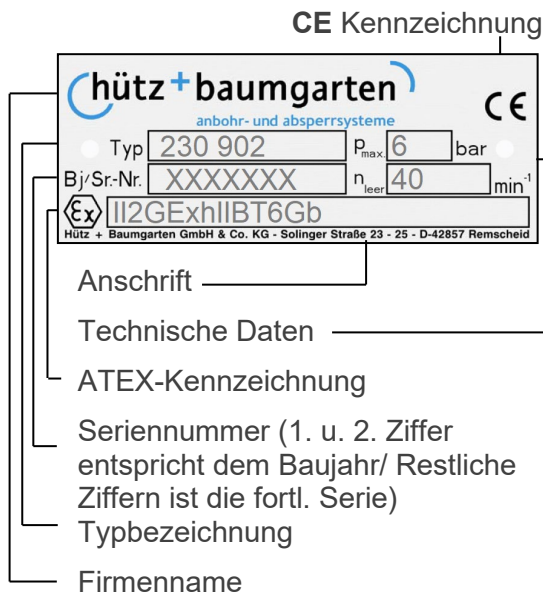 CE Kennzeichnung
hütz + baumgarten
anbohr- und absperrsysteme
CE
Typ 230 902 pmax. 6 bar
Bj/Sr.-Nr. XXXXXXX nleer 40 min-1
Ex II2GExhIIBT6Gb
Hütz + Baumgarten GmbH & Co. KG - Solinger Straße 23 - 25 - D-42857 Remscheid
Anschrift
Technische Daten
ATEX-Kennzeichnung
Seriennummer (1. u. 2. Ziffer
entspricht dem Baujahr/ Restliche
Ziffern ist die fortl. Serie)
Typbezeichnung
Firmenname